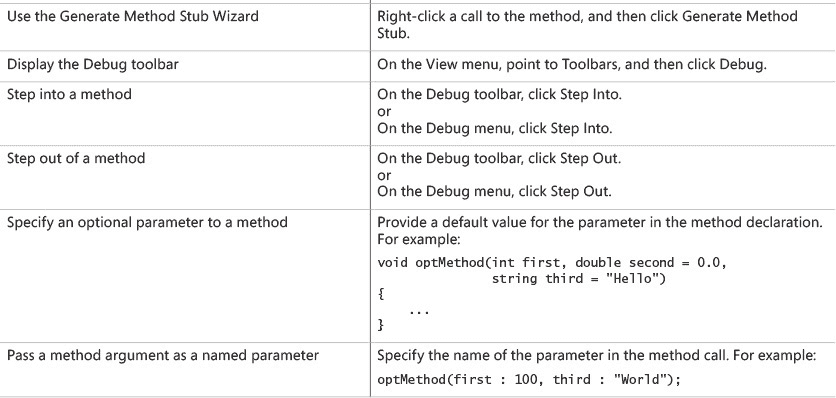 Use the Generate Method Stub Wizard
Right-click a call to the method, and then click Generate Method
Stub.
Display the Debug toolbar
On the View menu, point to Toolbars, and then click Debug.
Step into a method
On the Debug toolbar, click Step Into.
or
On the Debug menu, click Step Into.
Step out of a method
On the Debug toolbar, click Step Out.
or
On the Debug menu, click Step Out.
Specify an optional parameter to a method
Provide a default value for the parameter in the method declaration.
For example:
void optMethod(int first, double second = 0.0,
string third = "Hello")
{
...
}
Pass a method argument as a named parameter
Specify the name of the parameter in the method call. For example:
optMethod(first : 100, third : "World");